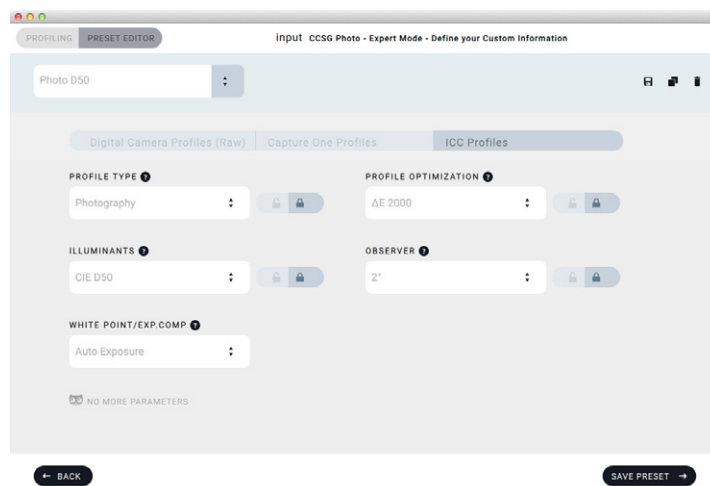 PROFILING PRESET EDITOR input CCSG Photo - Expert Mode - Define your Custom Information
Photo D50
Digital Camera Profiles (Raw) Capture One Profiles ICC Profiles
PROFILE TYPE ? PROFILE OPTIMIZATION ?
Photography ΔE 2000
ILLUMINANTS ? OBSERVER ?
CIE D50 2°
WHITE POINT/EXP.COMP ?
Auto Exposure
NO MORE PARAMETERS
← BACK SAVE PRESET →